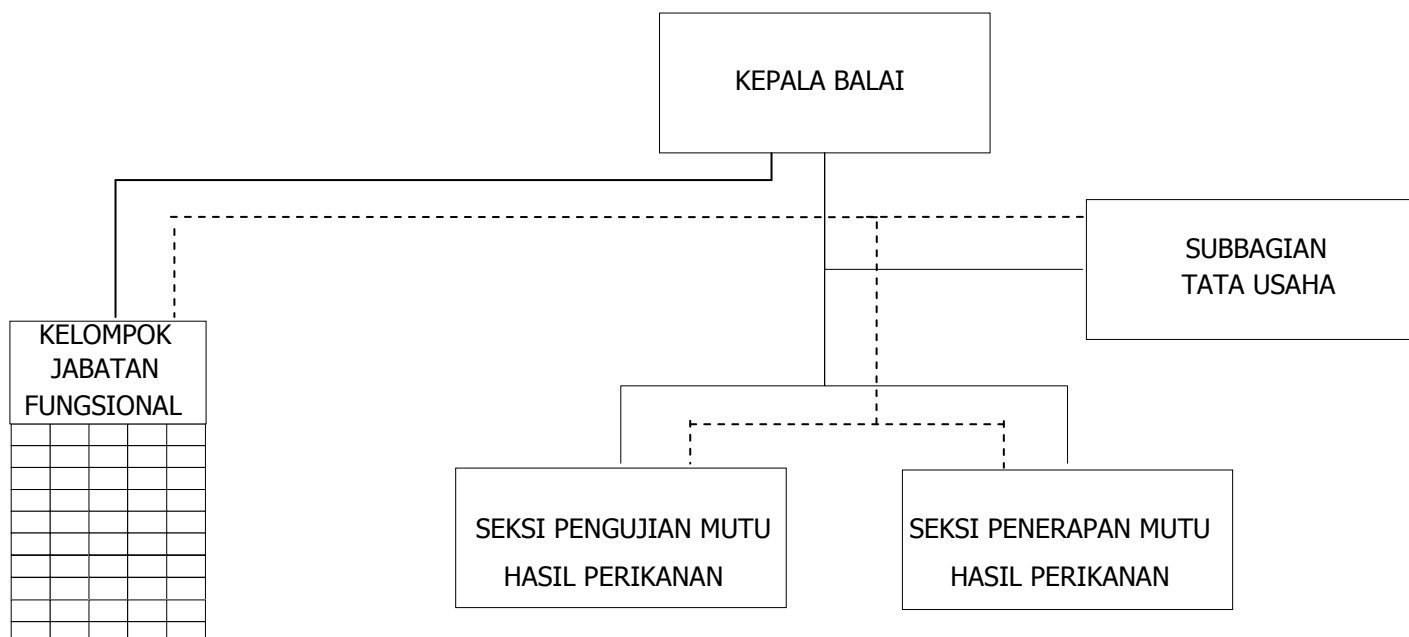 KEPALA BALAI
SUBBAGIAN
TATA USAHA
KELOMPOK
JABATAN
FUNGSIONAL
SEKSI PENGUJIAN MUTU
HASIL PERIKANAN
SEKSI PENERAPAN MUTU
HASIL PERIKANAN